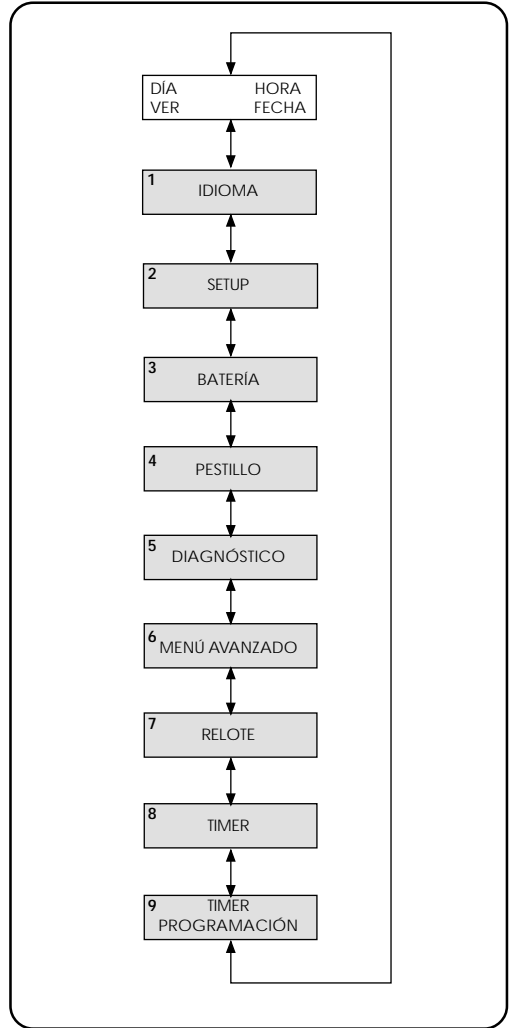 DÍA HORA
VER FECHA
1
IDIOMA
2
SETUP
3
BATERÍA
4
PESTILLO
5
DIAGNÓSTICO
6
MENÚ AVANZADO
7
RELOTE
8
TIMER
9
TIMER
PROGRAMACIÓN